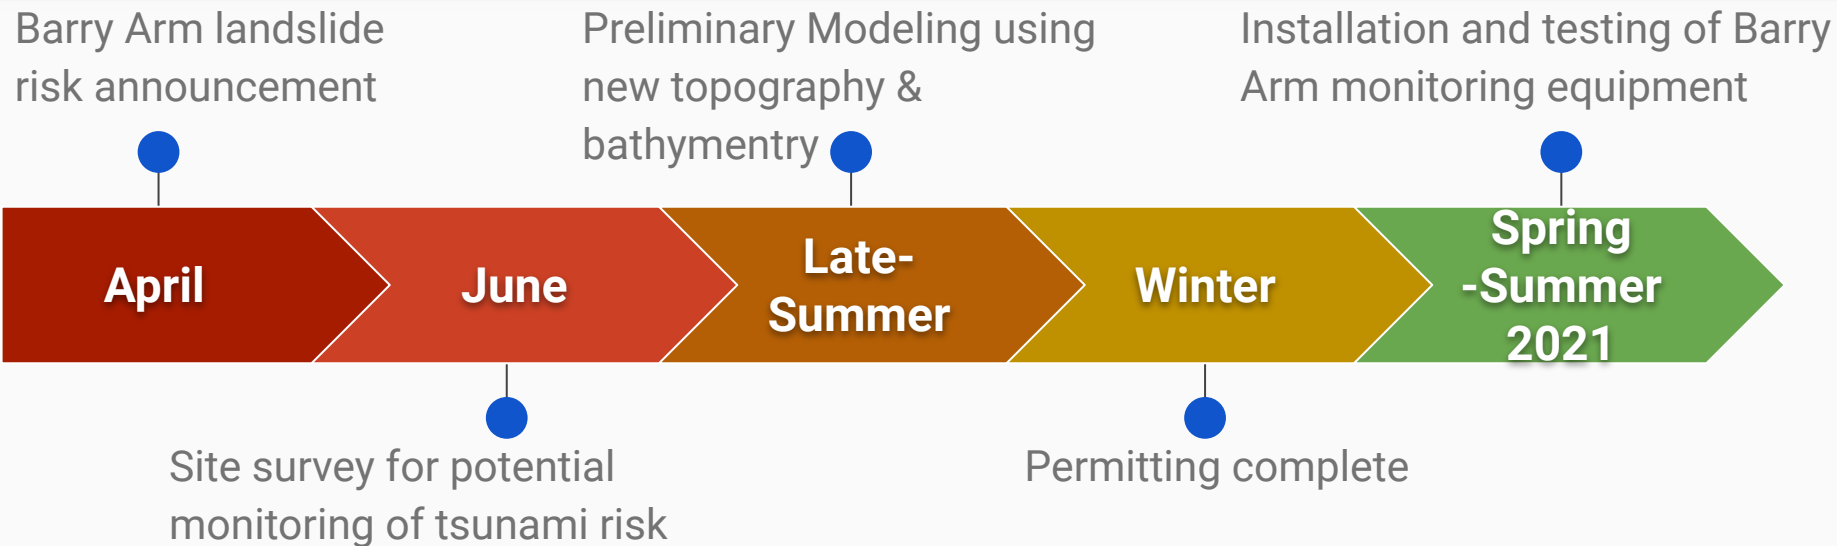 Barry Arm landslide
risk announcement
Preliminary Modeling using
new topography &
bathymentry
Installation and testing of Barry
Arm monitoring equipment
April
June
Late-
Summer
Winter
Spring
-Summer
2021
Site survey for potential
monitoring of tsunami risk
Permitting complete